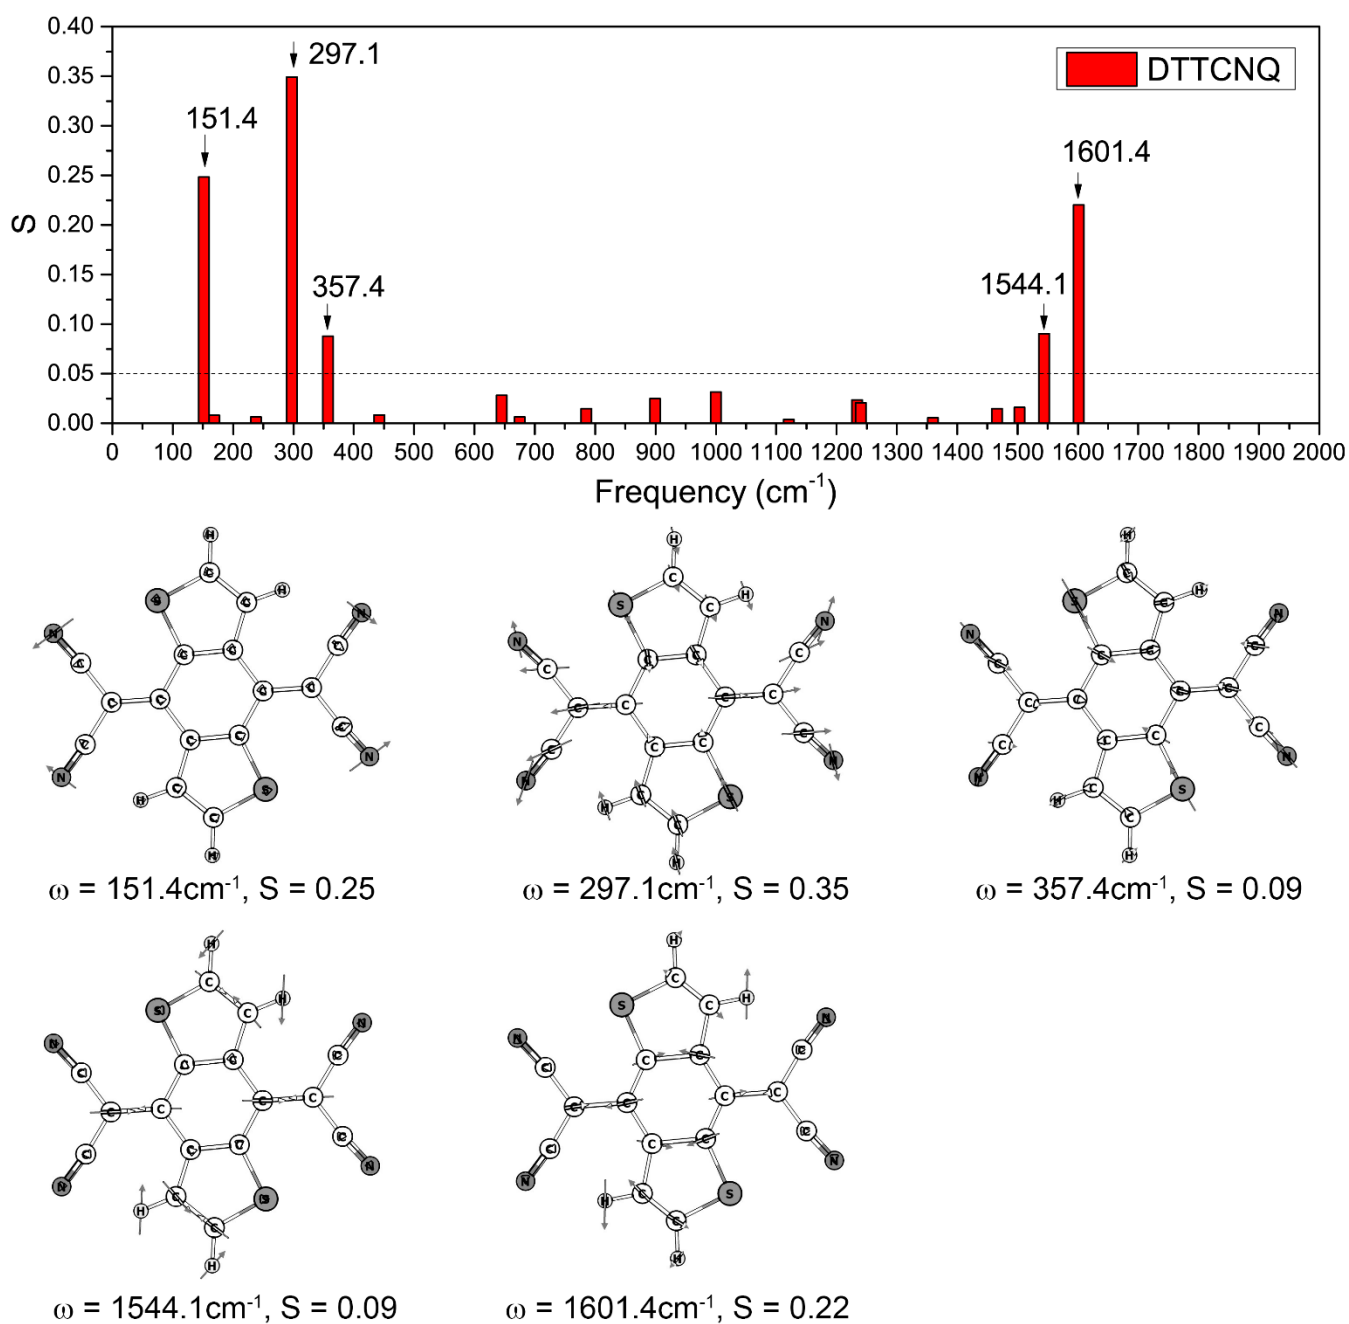 0.40
297.1
DTTCNQ
0.35
151.4
0.30
1601.4
0.25
S
0.20
357.4
1544.1
0.15
0.10
0.05
0.00
0 100 200 300 400 500 600 700 800 900 1000 1100 1200 1300 1400 1500 1600 1700 1800 1900 2000
Frequency (cm⁻¹)
ω = 151.4cm⁻¹, S = 0.25
ω = 297.1cm⁻¹, S = 0.35
ω = 357.4cm⁻¹, S = 0.09
ω = 1544.1cm⁻¹, S = 0.09
ω = 1601.4cm⁻¹, S = 0.22